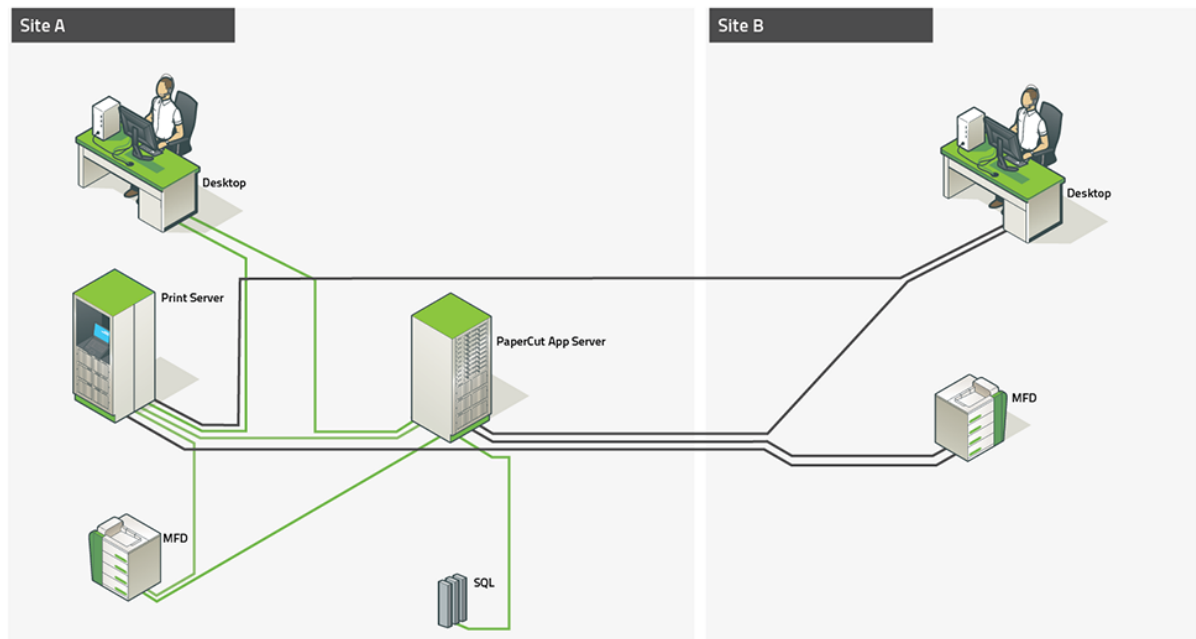 Site A
Site B
Desktop
Desktop
Print Server
PaperCut App Server
MFD
MFD
SQL